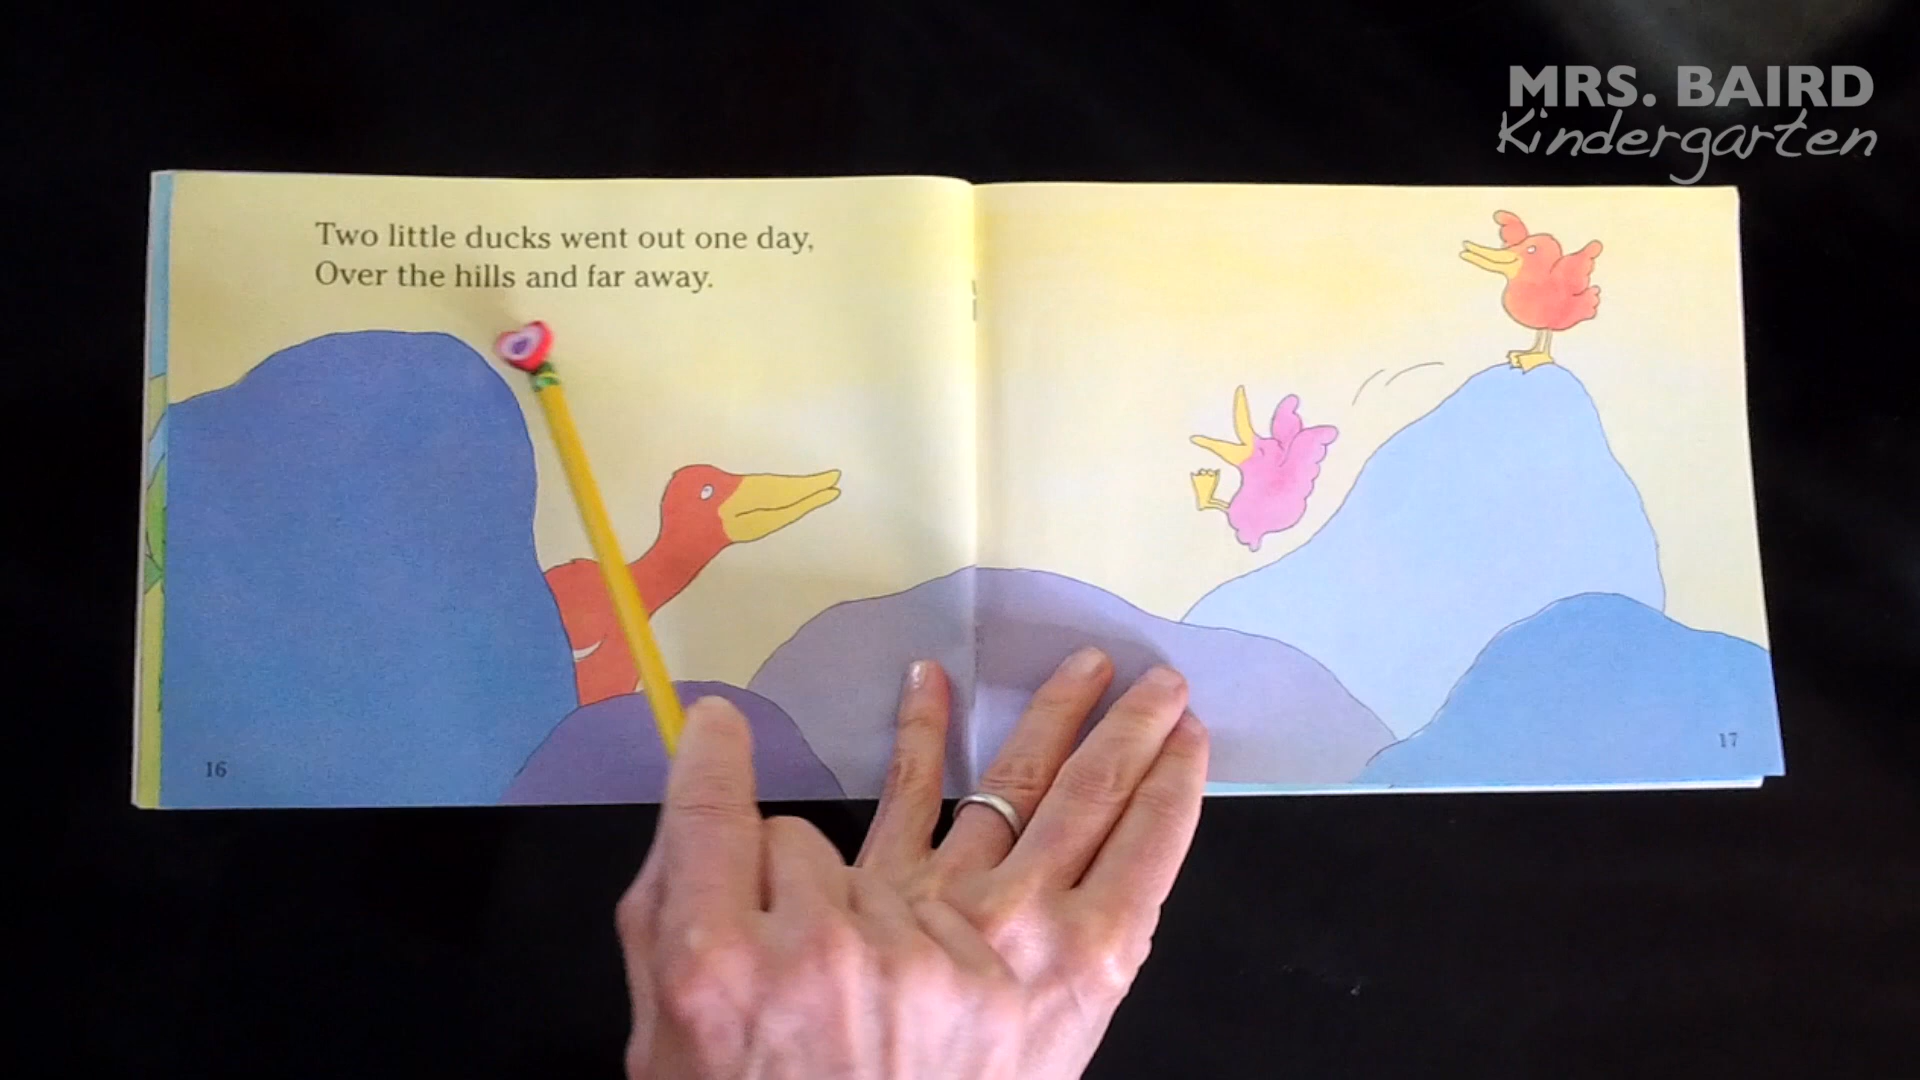 MRS. BAIRD
Kindergarten
Two little ducks went out one day,
Over the hills and far away.
16
17